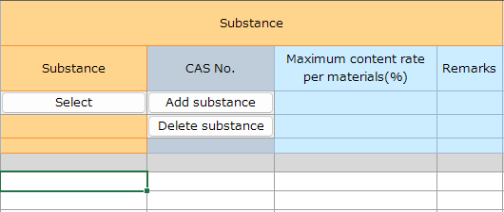 Substance
Substance
CAS No.
Maximum content rate
per materials(%)
Remarks
Select
Add substance
Delete substance